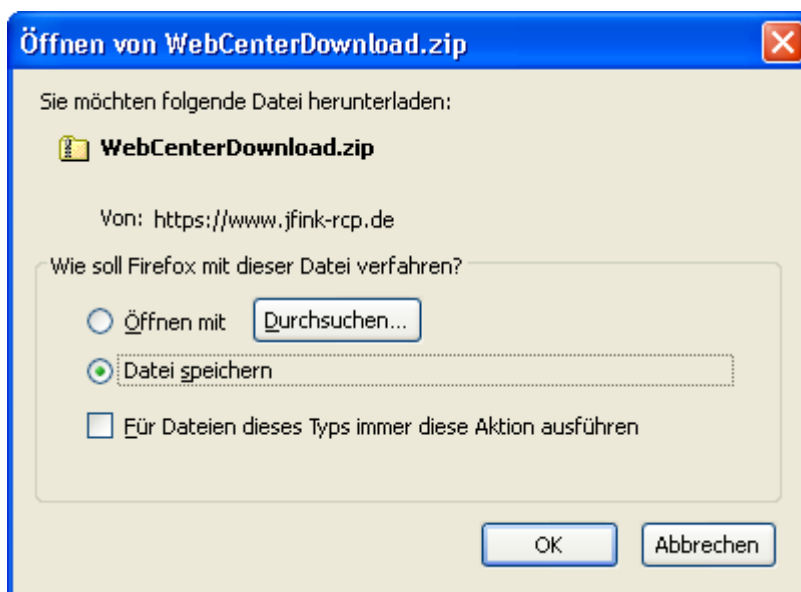 Öffnen von WebCenterDownload.zip
Sie möchten folgende Datei herunterladen:
WebCenterDownload.zip
Von: https://www.jfink-rcp.de
Wie soll Firefox mit dieser Datei verfahren?
Öffnen mit Durchsuchen...
Datei speichern
Für Dateien dieses Typs immer diese Aktion ausführen
OK Abbrechen